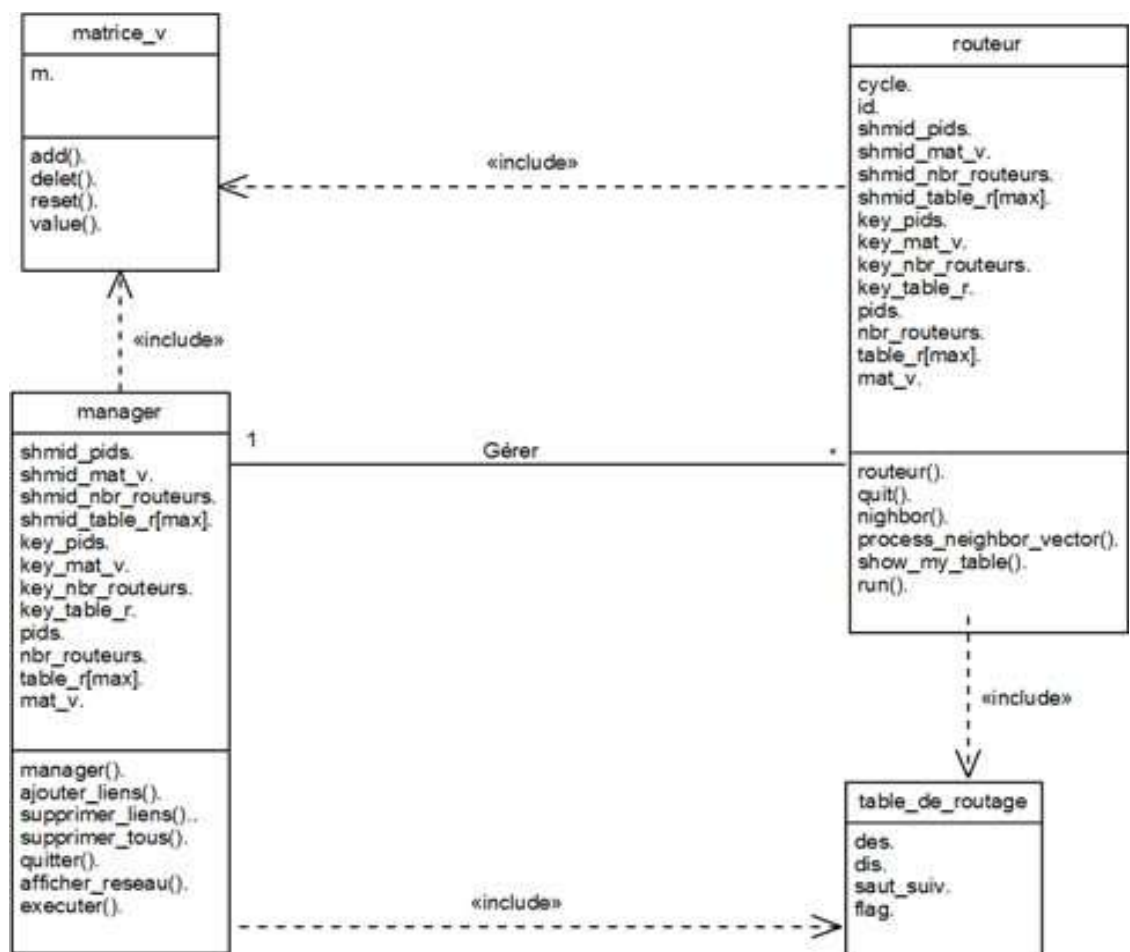 matrice_v
m.
add().
delet().
reset().
value().
«include»
routeur
cycle.
id.
shmid_pids.
shmid_mat_v.
shmid_nbr_routeurs.
shmid_table_r[max].
key_pids.
key_mat_v.
key_nbr_routeurs.
key_table_r.
pids.
nbr_routeurs.
table_r[max].
mat_v.
routeur().
quit().
nighbor().
process_neighbor_vector().
show_my_table().
run().
«include»
manager
shmid_pids.
shmid_mat_v.
shmid_nbr_routeurs.
shmid_table_r[max].
key_pids.
key_mat_v.
key_nbr_routeurs.
key_table_r.
pids.
nbr_routeurs.
table_r[max].
mat_v.
manager().
ajouter_liens().
supprimer_liens()..
supprimer_tous().
quitter().
afficher_reseau().
executer().
1
Gérer
*
«include»
table_de_routage
des.
dis.
saut_suiv.
flag.
«include»